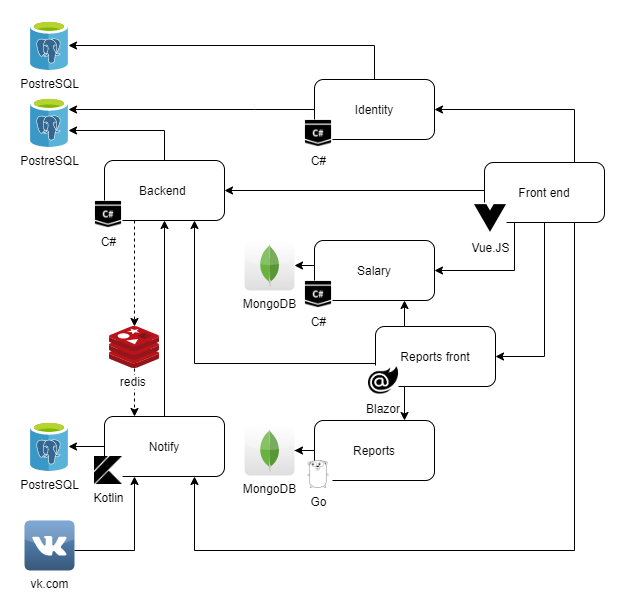 PostreSQL
Identity
C#
C#
PostreSQL
Backend
C#
C#
Front end
Vue.JS
Salary
MongoDB
C#
C#
redis
Reports front
Blazor
Notify
Reports
PostreSQL
Kotlin
MongoDB
Go
vk.com